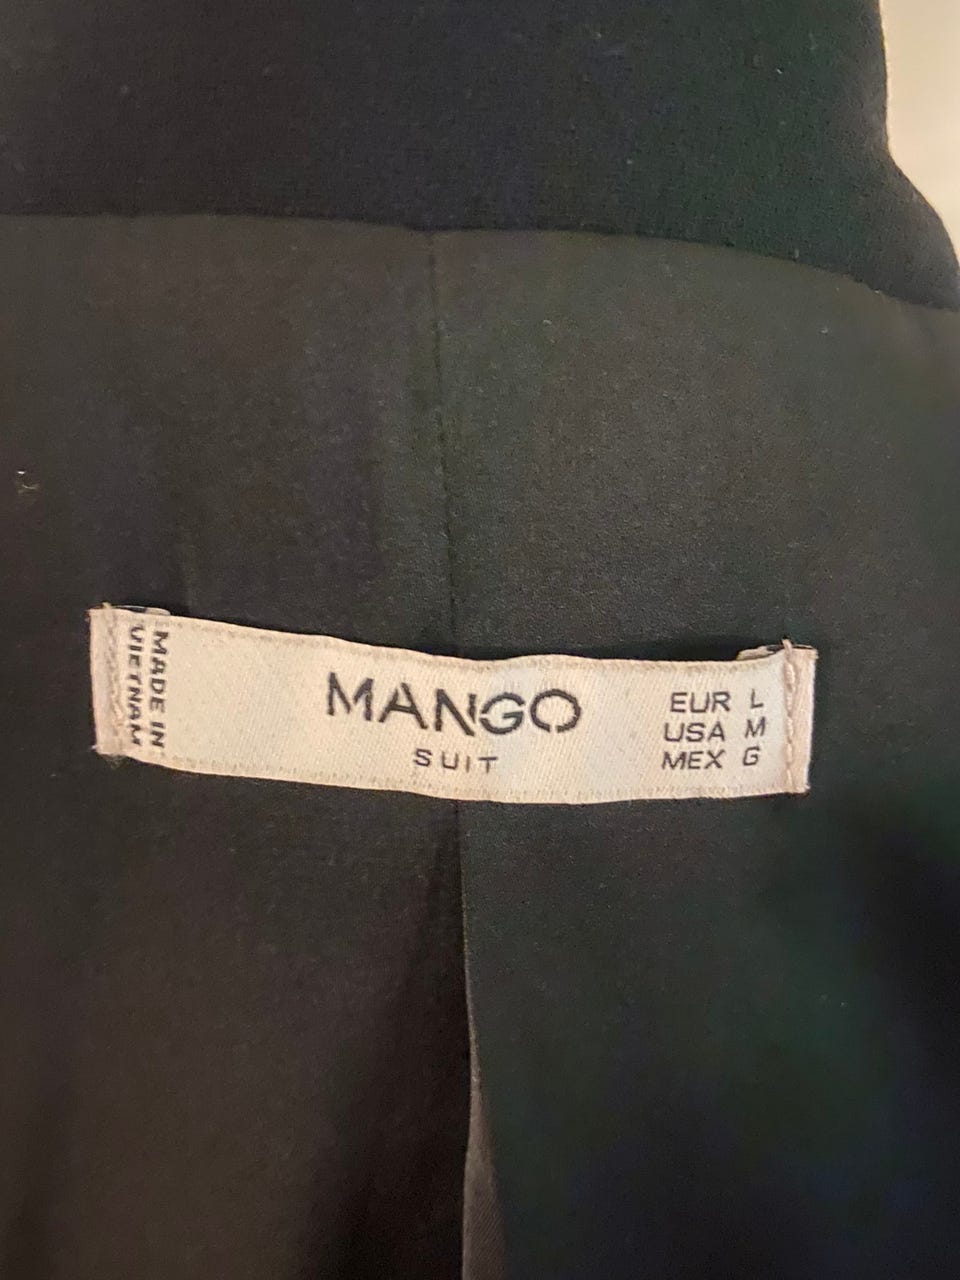 MADE IN
VIETNAM
MANGO
SUIT
EUR L
USA M
MEX G